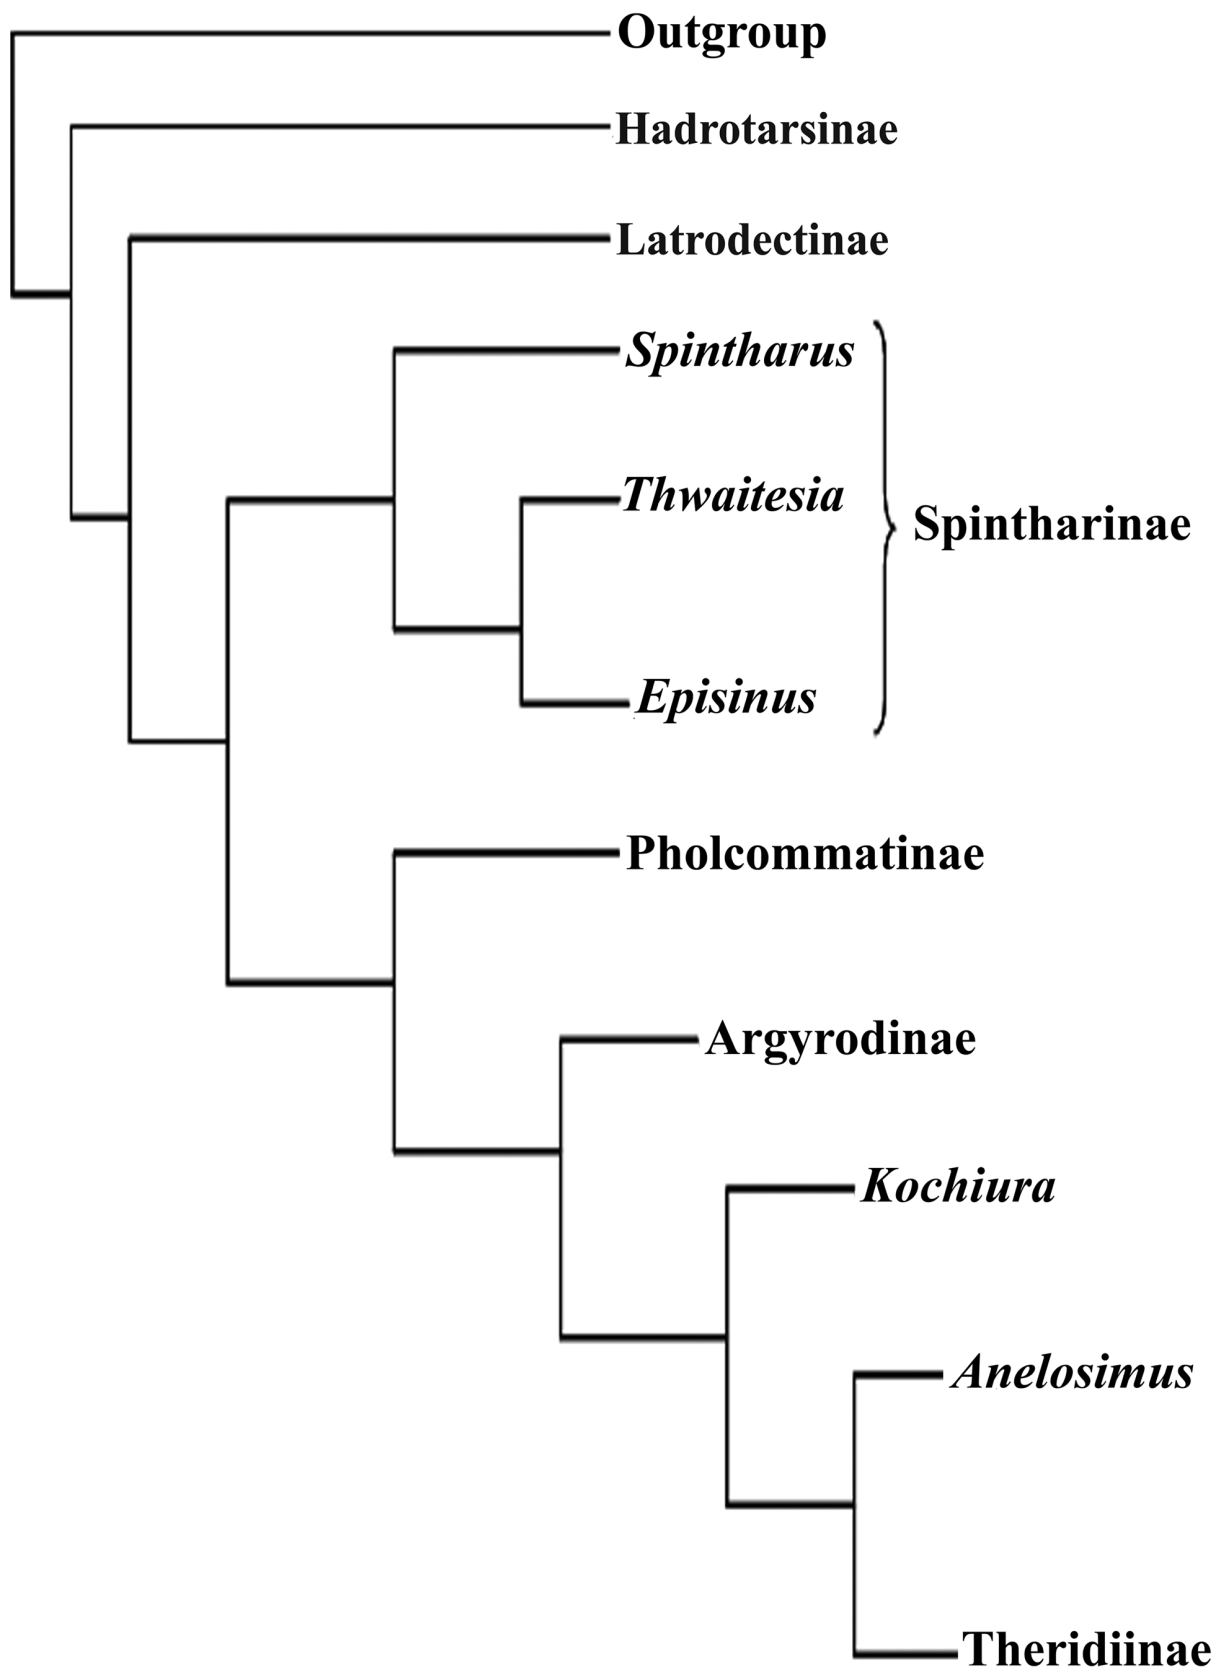 Outgroup
Hadrotarsinae
Latrodectinae
Spintharus
Thwaitesia
Spintharinae
Episinus
Pholcommatinae
Argyrodinae
Kochiura
Anelosimus
Theridiinae